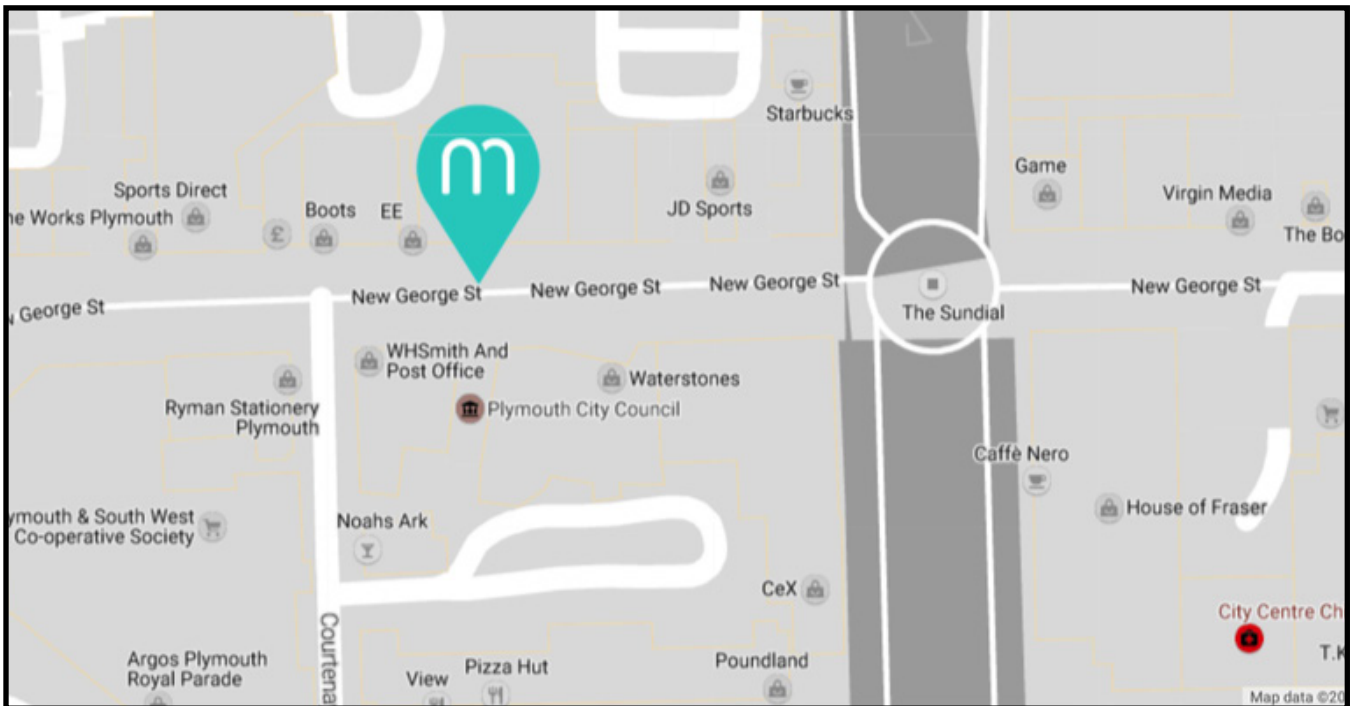 Starbucks
Game
Virgin Media
Sports Direct
he Works Plymouth
Boots
EE
JD Sports
The Bo
m
£
New George St
New George St
New George St
New George St
George St
The Sundial
WHSmith And
Post Office
Waterstones
Ryman Stationery
Plymouth
Plymouth City Council
Caffè Nero
House of Fraser
ymouth & South West
Co-operative Society
Noahs Ark
CeX
City Centre Ch
Courtena
Argos Plymouth
Royal Parade
View
Pizza Hut
Poundland
T.K
Map data ©20